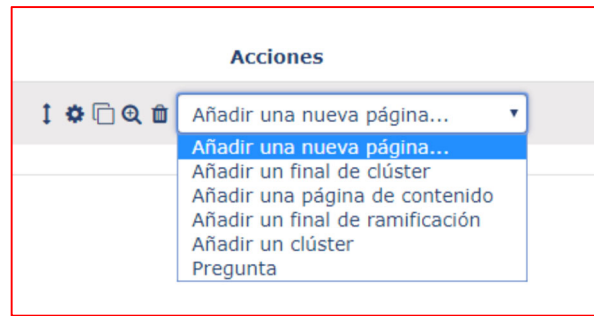 Acciones
Añadir una nueva página...
Añadir una nueva página...
Añadir un final de clúster
Añadir una página de contenido
Añadir un final de ramificación
Añadir un clúster
Pregunta